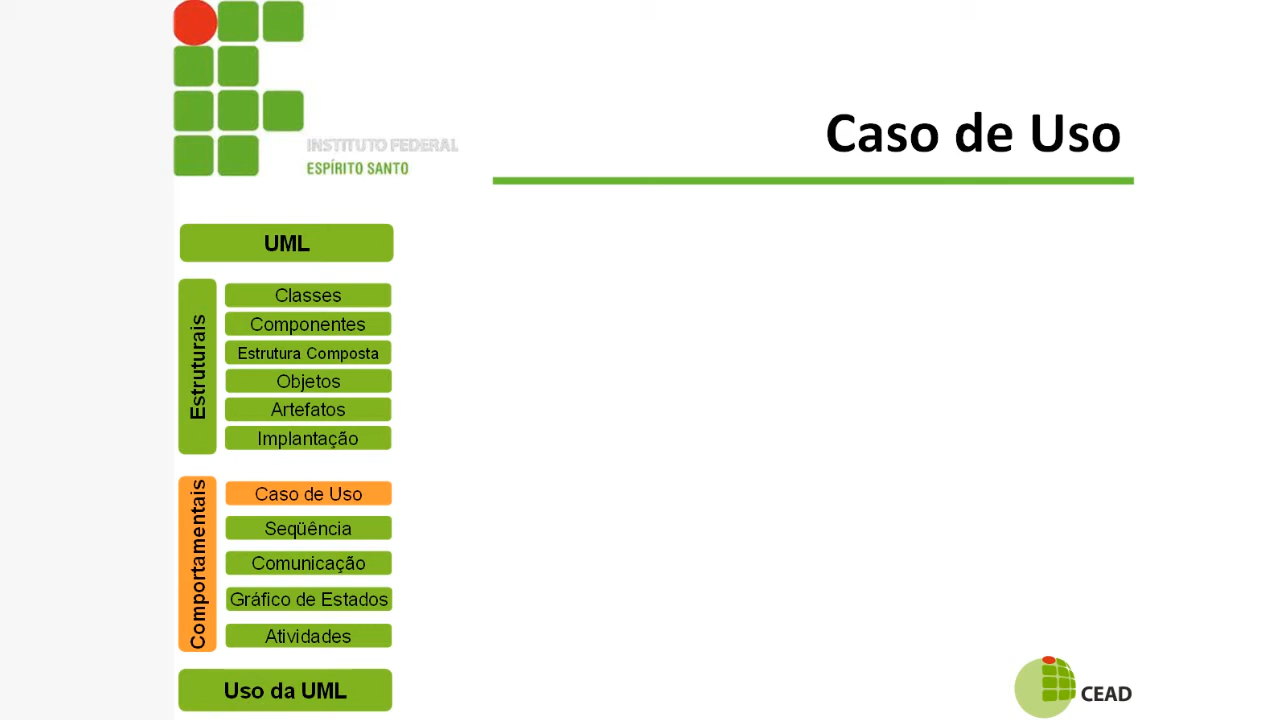 INSTITUTO FEDERAL
ESPÍRITO SANTO
Caso de Uso
UML
Estruturais
Classes
Componentes
Estrutura Composta
Objetos
Artefatos
Implantação
Comportamentais
Caso de Uso
Seqüência
Comunicação
Gráfico de Estados
Atividades
Uso da UML
CEAD